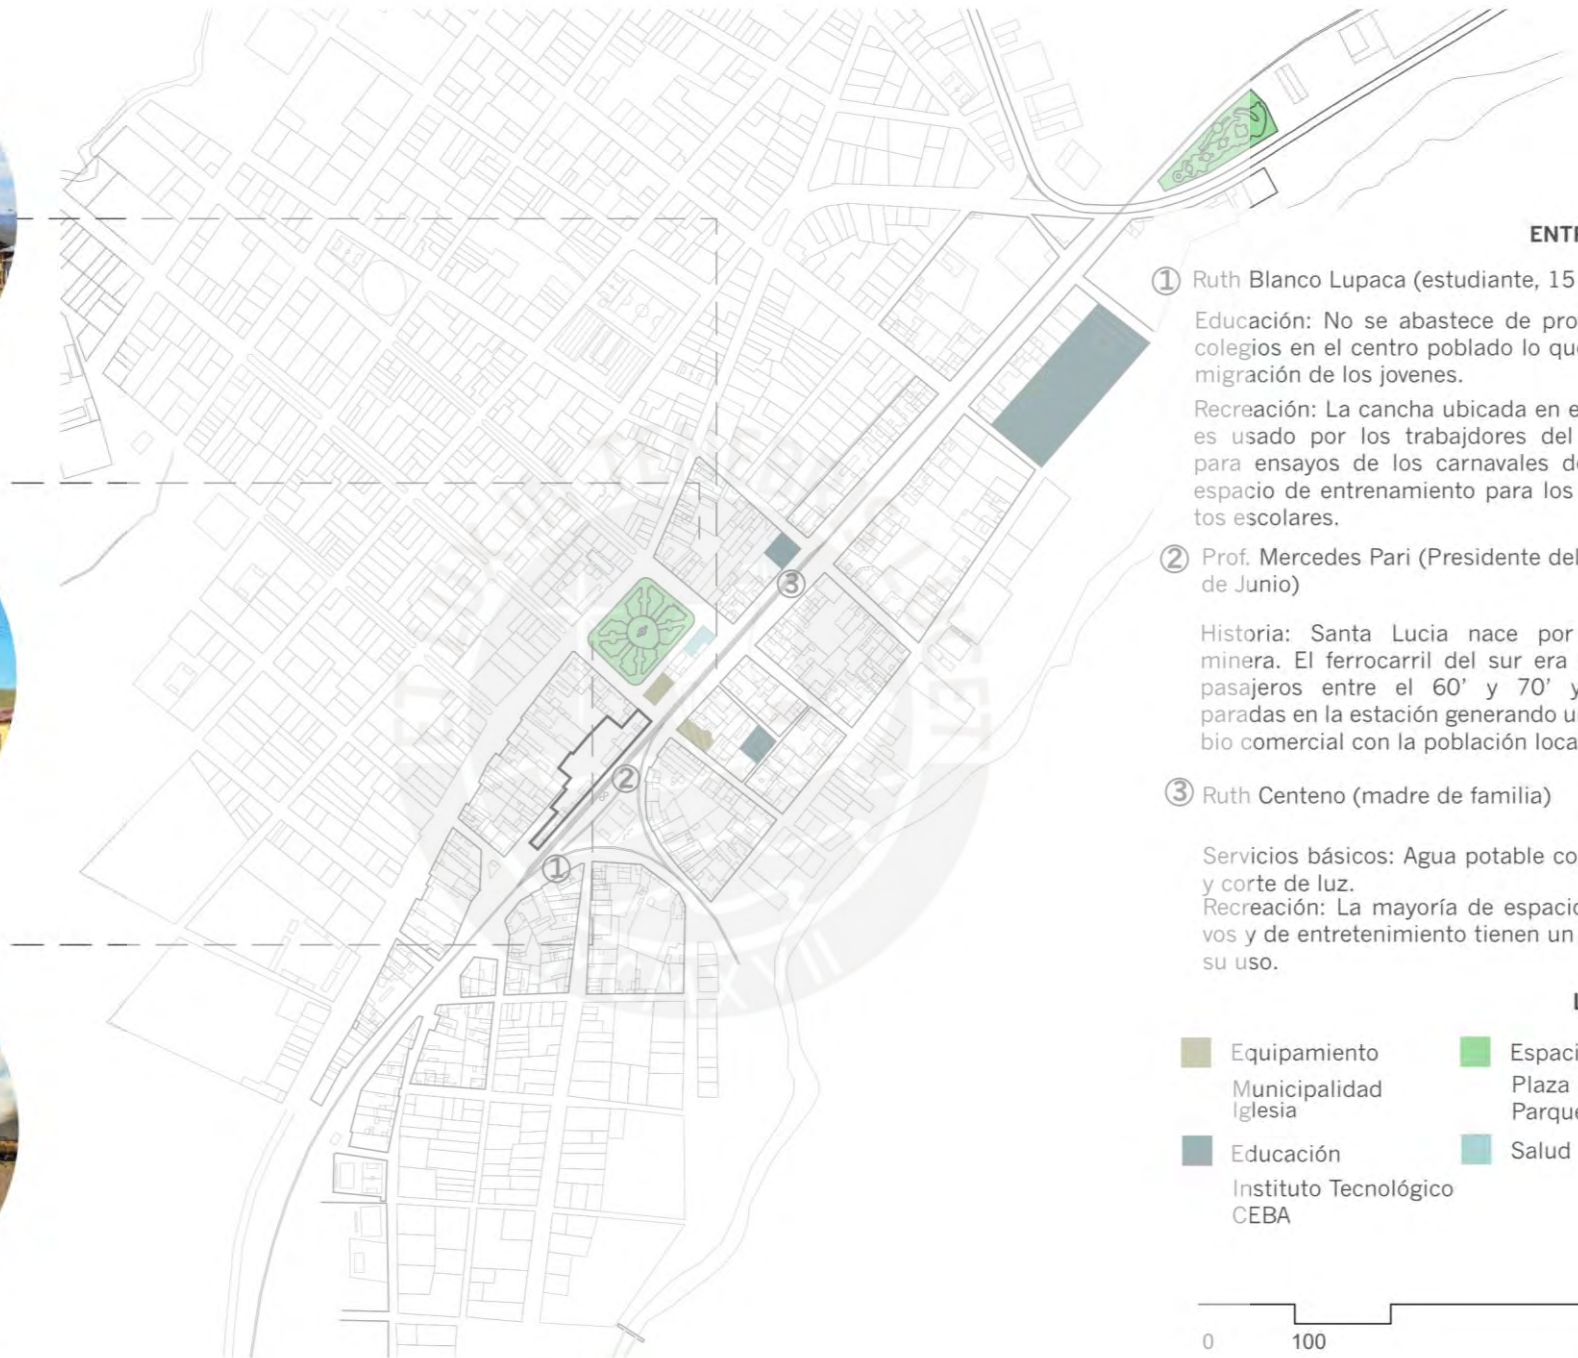 ENT
① Ruth Blanco Lupaca (estudiante, 15
Educación: No se abastece de pro
colegios en el centro poblado lo qu
migración de los jovenes.
Recreación: La cancha ubicada en e
es usado por los trabajdores del
para ensayos de los carnavales d
espacio de entrenamiento para los
tos escolares.
② Prof. Mercedes Pari (Presidente del
de Junio)
Historia: Santa Lucia nace por
minera. El ferrocarril del sur era
pasajeros entre el 60’ y 70’ y
paradas en la estación generando u
bio comercial con la población loca
③ Ruth Centeno (madre de familia)
Servicios básicos: Agua potable co
y corte de luz.
Recreación: La mayoría de espacio
vos y de entretenimiento tienen un
su uso.
③
②
①
L
Equipamiento
Municipalidad
Iglesia
Educación
Instituto Tecnológico
CEBA
Espaci
Plaza
Parque
Salud
0 100